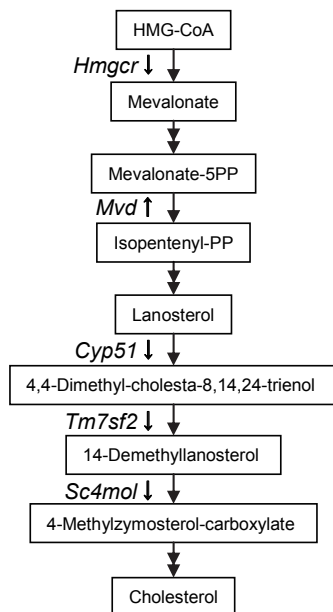 HMG-CoA
Hmgcr ↓
Mevalonate
Mevalonate-5PP
Mvd ↑
Isopentenyl-PP
Lanosterol
Cyp51 ↓
4,4-Dimethyl-cholesta-8,14,24-trienol
Tm7sf2 ↓
14-Demethyllanosterol
Sc4mol ↓
4-Methylzymosterol-carboxylate
Cholesterol